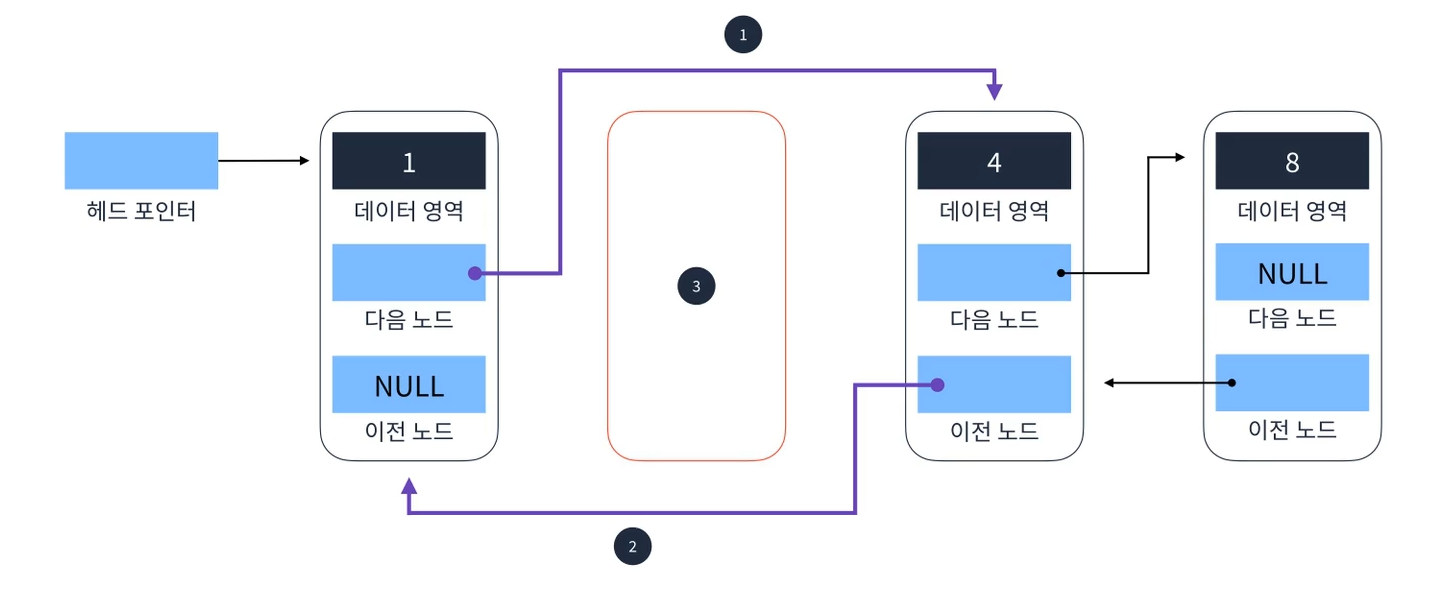 1
헤드 포인터
1
데이터 영역
다음 노드
NULL
이전 노드
3
4
데이터 영역
다음 노드
이전 노드
8
데이터 영역
NULL
다음 노드
이전 노드
2